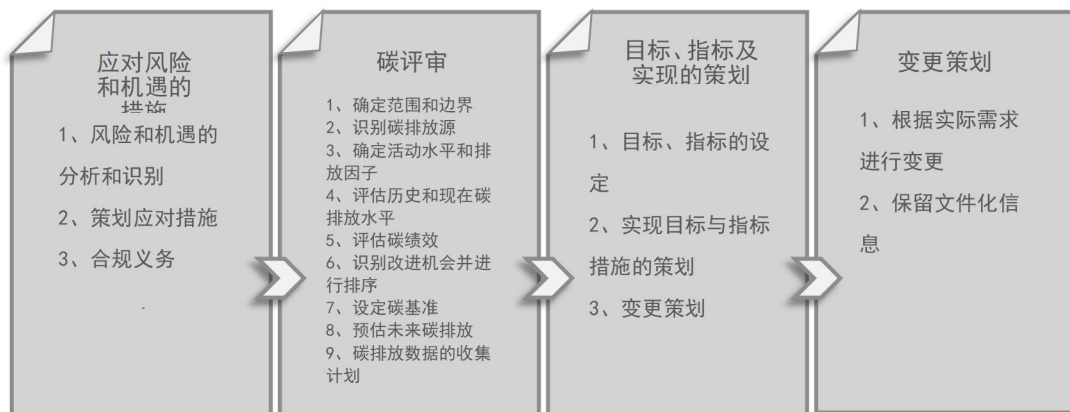 应对风险
和机遇的
措施
1、风险和机遇的
分析和识别
2、策划应对措施
3、合规义务
碳评审
1、确定范围和边界
2、识别碳排放源
3、确定活动水平和排
放因子
4、评估历史和现在碳
排放水平
5、评估碳绩效
6、识别改进机会并进
行排序
7、设定碳基准
8、预估未来碳排放
9、碳排放数据的收集
计划
目标、指标及
实现的策划
1、目标、指标的设
定
2、实现目标与指标
措施的策划
3、变更策划
变更策划
1、根据实际需求
进行变更
2、保留文件化信
息